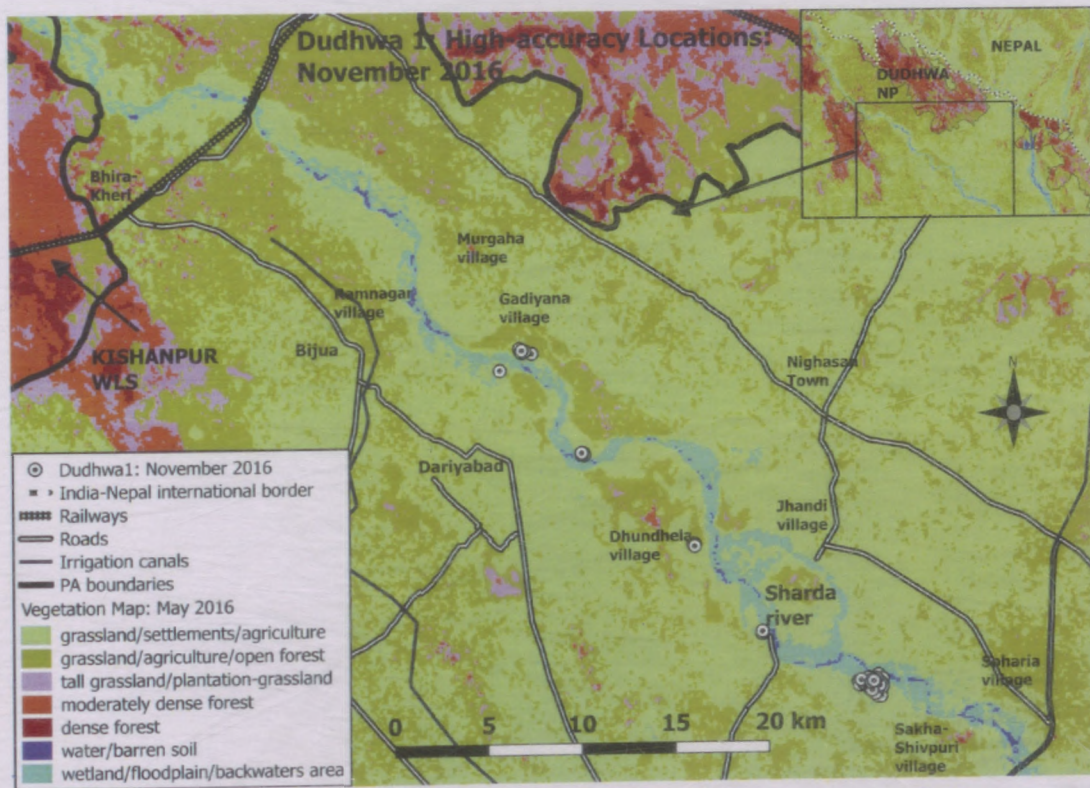 Dudhwa 1: High-accuracy Locations:
November 2016
NEPAL
DUDHWA
NP
Bhira-
Kheri
Murgaha
village
Ramnagar
village
Gadiyana
village
Bijua
KISHANPUR
WLS
Nighasan
Town
N
Dariyabad
Jhandi
village
Dhundhela
village
Sharda
river
Soharia
village
Sakha-
Shivpuri
village
0 5 10 15 20 km
Dudhwa1: November 2016
India-Nepal international border
Railways
Roads
Irrigation canals
PA boundaries
Vegetation Map: May 2016
grassland/settlements/agriculture
grassland/agriculture/open forest
tall grassland/plantation-grassland
moderately dense forest
dense forest
water/barren soil
wetland/floodplain/backwaters area